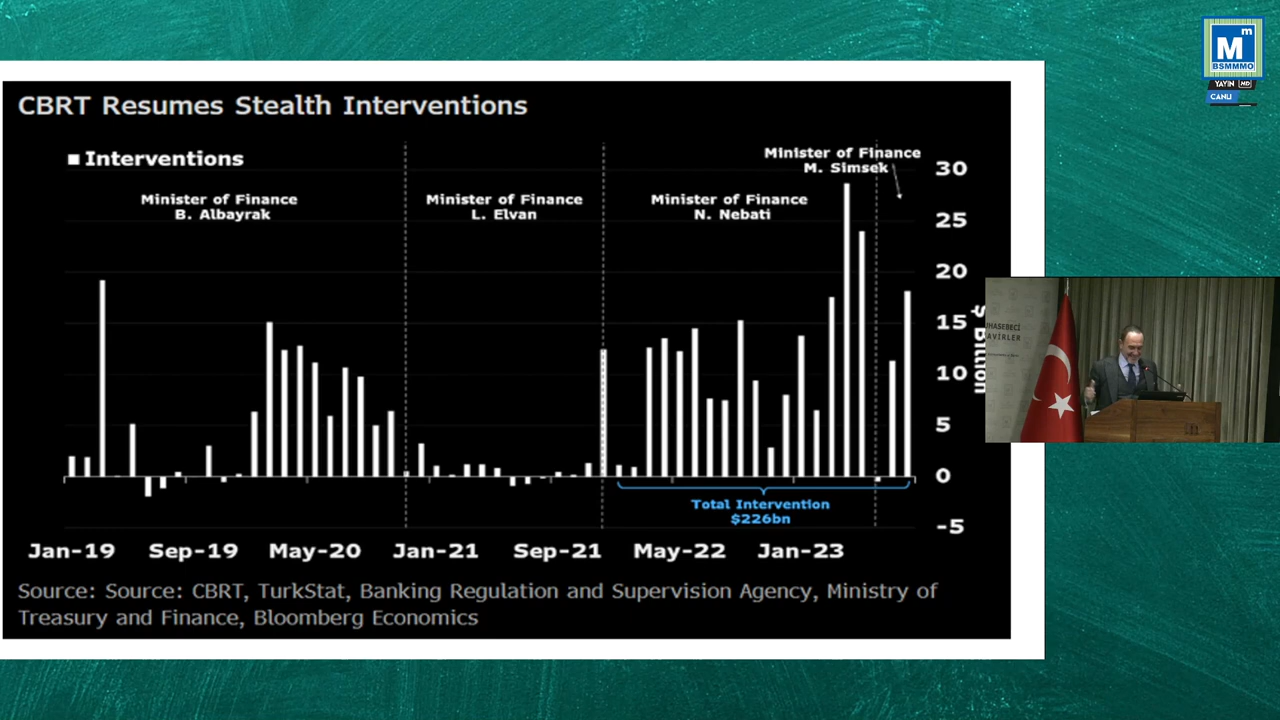 CBRT Resumes Stealth Interventions
Interventions
Minister of Finance
B. Albayrak
Minister of Finance
L. Elvan
Minister of Finance
N. Nebati
Minister of Finance
M. Simsek
30
25
20
15
10
5
0
-5
$ Billion
Total Intervention
$226bn
Jan-19 Sep-19 May-20 Jan-21 Sep-21 May-22 Jan-23
Source: Source: CBRT, TurkStat, Banking Regulation and Supervision Agency, Ministry of
Treasury and Finance, Bloomberg Economics
Mm
BSMMMO
YAYIN HD
CANLI